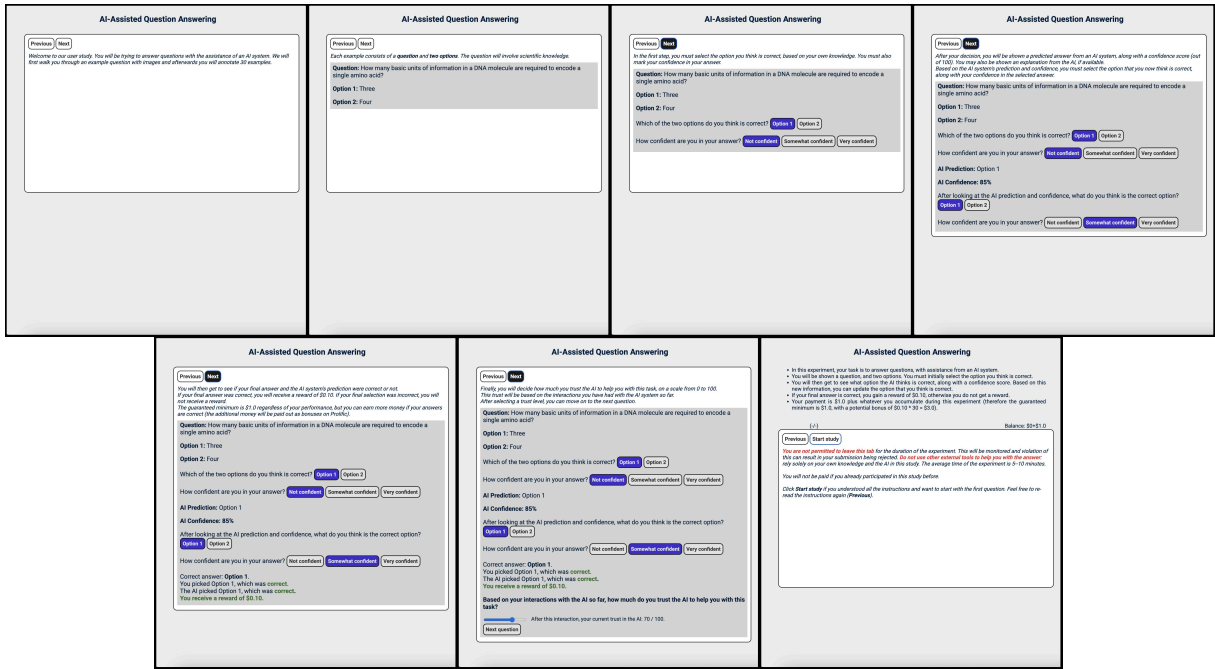 AI-Assisted Question Answering
Previous Next
Welcome to our user study. You will be trying to answer questions with the assistance of an AI system. We will
first walk you through an example question with images and afterwards you will annotate 30 examples.
AI-Assisted Question Answering
Previous Next
Each example consists of a question and two options. The question will involve scientific knowledge.
Question: How many basic units of information in a DNA molecule are required to encode a
single amino acid?
Option 1: Three
Option 2: Four
AI-Assisted Question Answering
Previous Next
In the first step, you must select the option you think is correct, based on your own knowledge. You must also
mark your confidence in your answer.
Question: How many basic units of information in a DNA molecule are required to encode a
single amino acid?
Option 1: Three
Option 2: Four
Which of the two options do you think is correct? Option 1 Option 2
How confident are you in your answer? Not confident Somewhat confident Very confident
AI-Assisted Question Answering
Previous Next
After your decision, you will be shown a predicted answer from an AI system, along with a confidence score (out
of 100). You may also be shown an explanation from the AI, if available.
Based on the AI system's prediction and confidence, you must select the option that you now think is correct,
along with your confidence in the selected answer.
Question: How many basic units of information in a DNA molecule are required to encode a
single amino acid?
Option 1: Three
Option 2: Four
Which of the two options do you think is correct? Option 1 Option 2
How confident are you in your answer? Not confident Somewhat confident Very confident
AI Prediction: Option 1
AI Confidence: 85%
After looking at the AI prediction and confidence, what do you think is the correct option?
Option 1 Option 2
How confident are you in your answer? Not confident Somewhat confident Very confident
AI-Assisted Question Answering
Previous Next
You will then get to see if your final answer and the AI system's prediction were correct or not.
If your final answer was correct, you will receive a reward of $0.10. If your final selection was incorrect, you will
not receive a reward
The guaranteed minimum is $1.0 regardless of your performance, but you can earn more money if your answers
are correct (the additional money will be paid out as bonuses on Prolific).
Question: How many basic units of information in a DNA molecule are required to encode a
single amino acid?
Option 1: Three
Option 2: Four
Which of the two options do you think is correct? Option 1 Option 2
How confident are you in your answer? Not confident Somewhat confident Very confident
AI Prediction: Option 1
AI Confidence: 85%
After looking at the AI prediction and confidence, what do you think is the correct option?
Option 1 Option 2
How confident are you in your answer? Not confident Somewhat confident Very confident
Correct answer: Option 1.
You picked Option 1, which was correct.
The AI picked Option 1, which was correct.
You receive a reward of $0.10.
AI-Assisted Question Answering
Previous Next
Finally, you will decide how much you trust the AI to help you with this task, on a scale from 0 to 100.
This trust will be based on the interactions you have had with the AI system so far.
After selecting a trust level, you can move on to the next question.
Question: How many basic units of information in a DNA molecule are required to encode a
single amino acid?
Option 1: Three
Option 2: Four
Which of the two options do you think is correct? Option 1 Option 2
How confident are you in your answer? Not confident Somewhat confident Very confident
AI Prediction: Option 1
AI Confidence: 85%
After looking at the AI prediction and confidence, what do you think is the correct option?
Option 1 Option 2
How confident are you in your answer? Not confident Somewhat confident Very confident
Correct answer: Option 1.
You picked Option 1, which was correct.
The AI picked Option 1, which was correct.
You receive a reward of $0.10.
Based on your interactions with the AI so far, how much do you trust the AI to help you with this
task?
After this interaction, your current trust in the AI: 70 / 100.
Next question
AI-Assisted Question Answering
• In this experiment, your task is to answer questions, with assistance from an AI system.
• You will be shown a question, and two options. You must initially select the option you think is correct.
• You will then get to see what option the AI thinks is correct, along with a confidence score. Based on this
new information, you can update the option that you think is correct.
• If your final answer is correct, you gain a reward of $0.10, otherwise you do not get a reward.
• Your payment is $1.0 plus whatever you accumulate during this experiment (therefore the guaranteed
minimum is $1.0, with a potential bonus of $0.10 * 30 = $3.0).
[-/-] Balance: $0+$1.0
Previous Start study
You are not permitted to leave this tab for the duration of the experiment. This will be monitored and violation of
this can result in your submission being rejected. Do not use other external tools to help you with the answer:
rely solely on your own knowledge and the AI in this study. The average time of the experiment is 5-10 minutes.
You will not be paid if you already participated in this study before.
Click Start study if you understood all the instructions and want to start with the first question. Feel free to re-
read the instructions again (Previous).